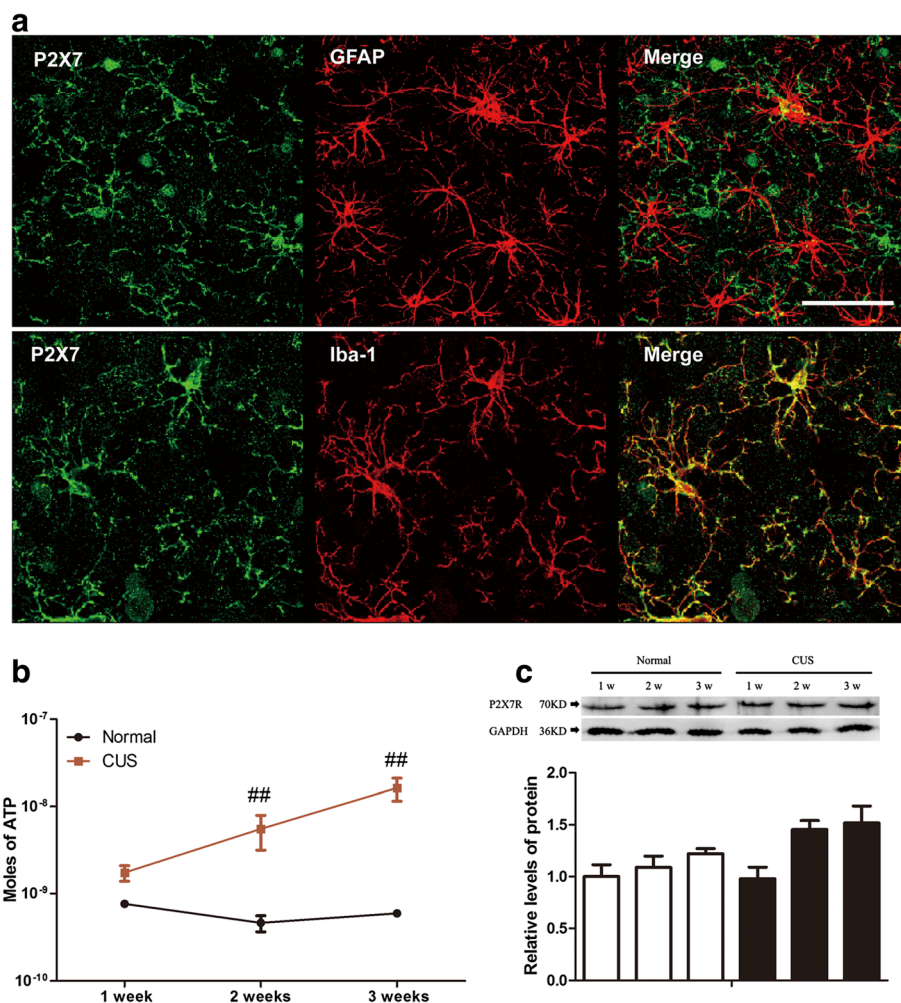 a
P2X7 GFAP Merge
P2X7 Iba-1 Merge
b
Moles of ATP
10⁻⁷
10⁻⁸
10⁻⁹
10⁻¹⁰
Normal
CUS
##
##
1 week 2 weeks 3 weeks
c
Normal CUS
1 w 2 w 3 w 1 w 2 w 3 w
P2X7R 70KD
GAPDH 36KD
Relative levels of protein
2.0
1.5
1.0
0.5
0.0